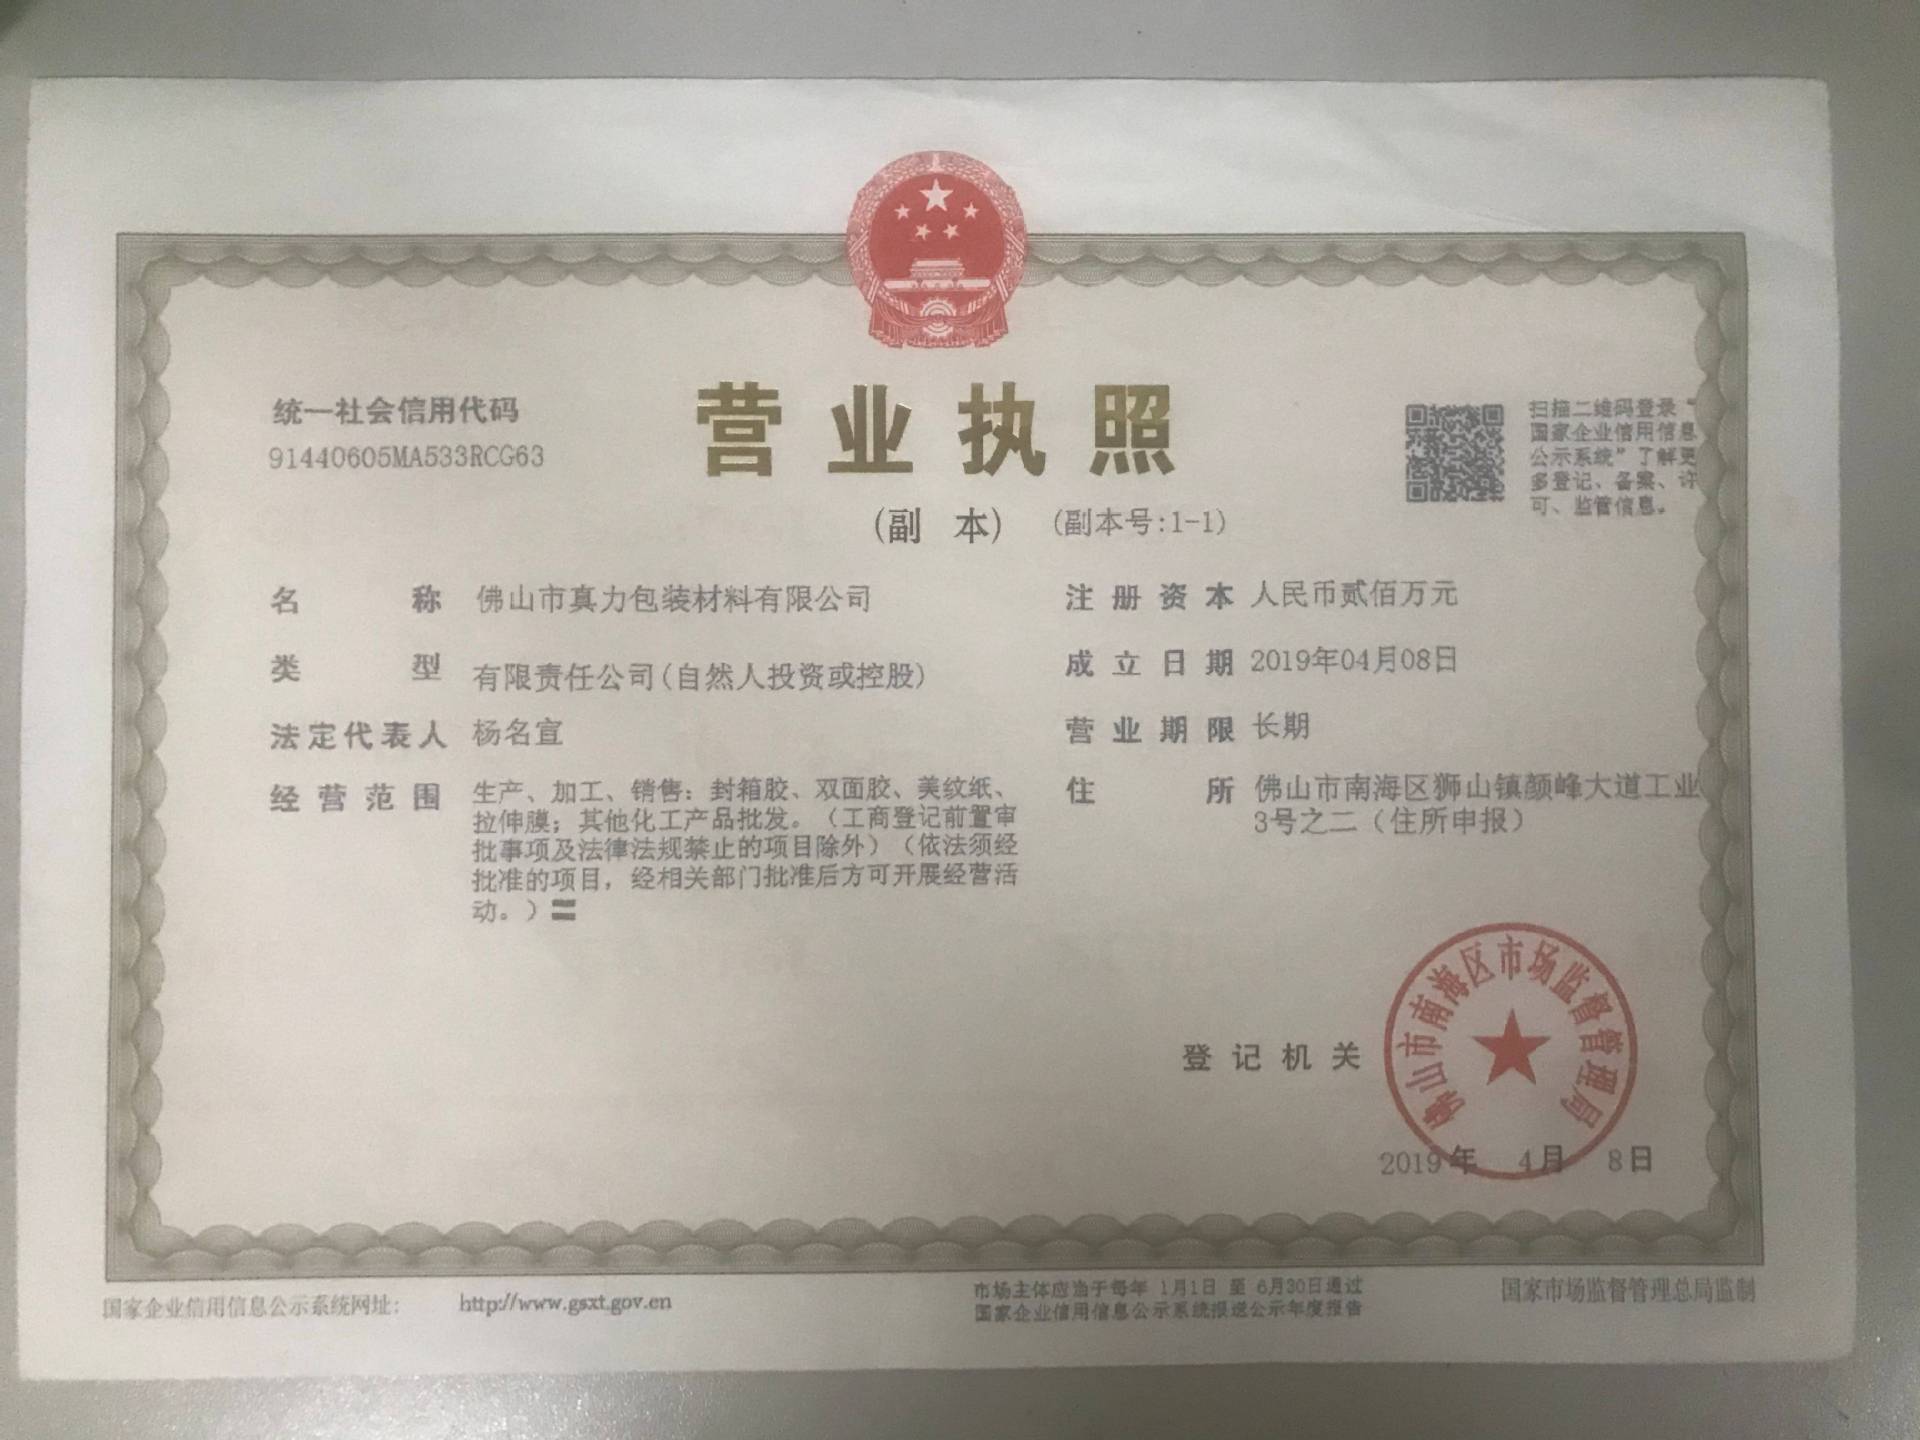 统一社会信用代码
91440605MA533RCG63
营业执照
(副 本) (副本号:1-1)
扫描二维码登录“
国家企业信用信息
公示系统”了解更
多登记、备案、许
可、监管信息。
名 称 佛山市真力包装材料有限公司
类 型 有限责任公司(自然人投资或控股)
法定代表人 杨名宣
经营范围 生产、加工、销售：封箱胶、双面胶、美纹纸、
拉伸膜；其他化工产品批发。（工商登记前置审
批事项及法律法规禁止的项目除外）（依法须经
批准的项目，经相关部门批准后方可开展经营活
动。）
注册资本 人民币贰佰万元
成立日期 2019年04月08日
营业期限 长期
住 所 佛山市南海区狮山镇颜峰大道工业
3号之二（住所申报）
登记机关
佛山市南海区市场监督管理局
2019年 4月 8日
国家企业信用信息公示系统网址： http://www.gsxt.gov.cn
市场主体应当于每年 1月1日 至 6月30日通过
国家企业信用信息公示系统报送公示年度报告
国家市场监督管理总局监制